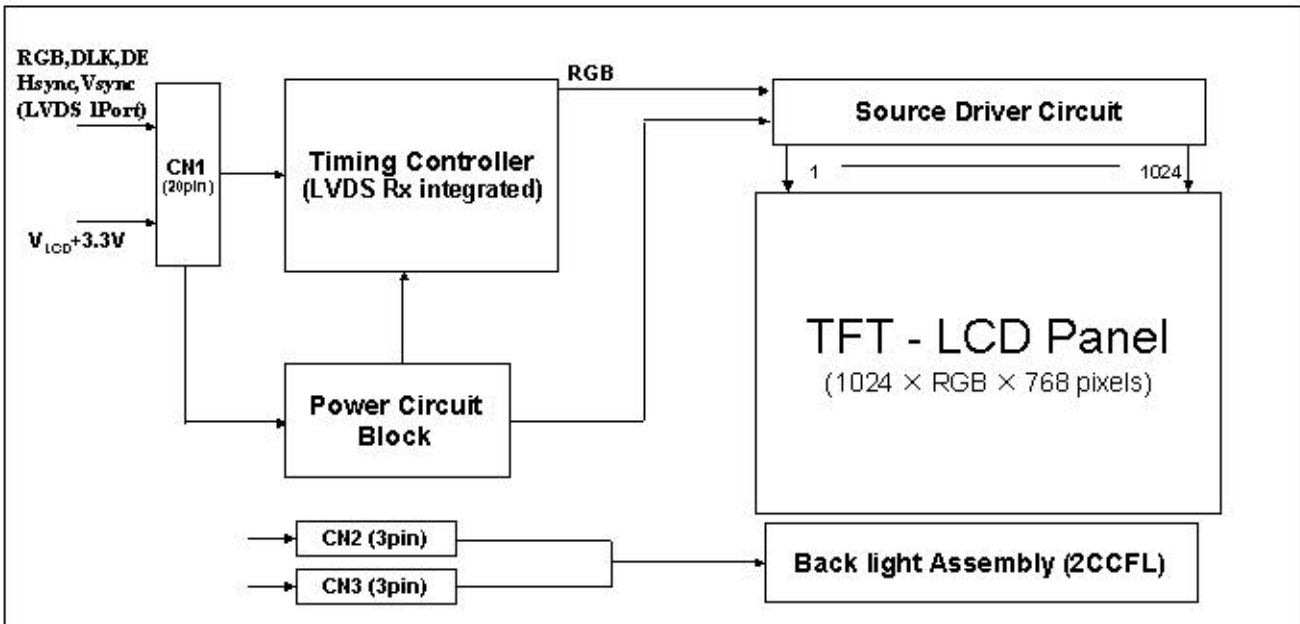 RGB,DLK,DE
Hsync,Vsync
(LVDS 1Port)
CN1
(20pin)
V LCD+3.3V
Timing Controller
(LVDS Rx integrated)
RGB
Source Driver Circuit
1
1024
TFT - LCD Panel
(1024 × RGB × 768 pixels)
Power Circuit
Block
CN2 (3pin)
CN3 (3pin)
Back light Assembly (2CCFL)